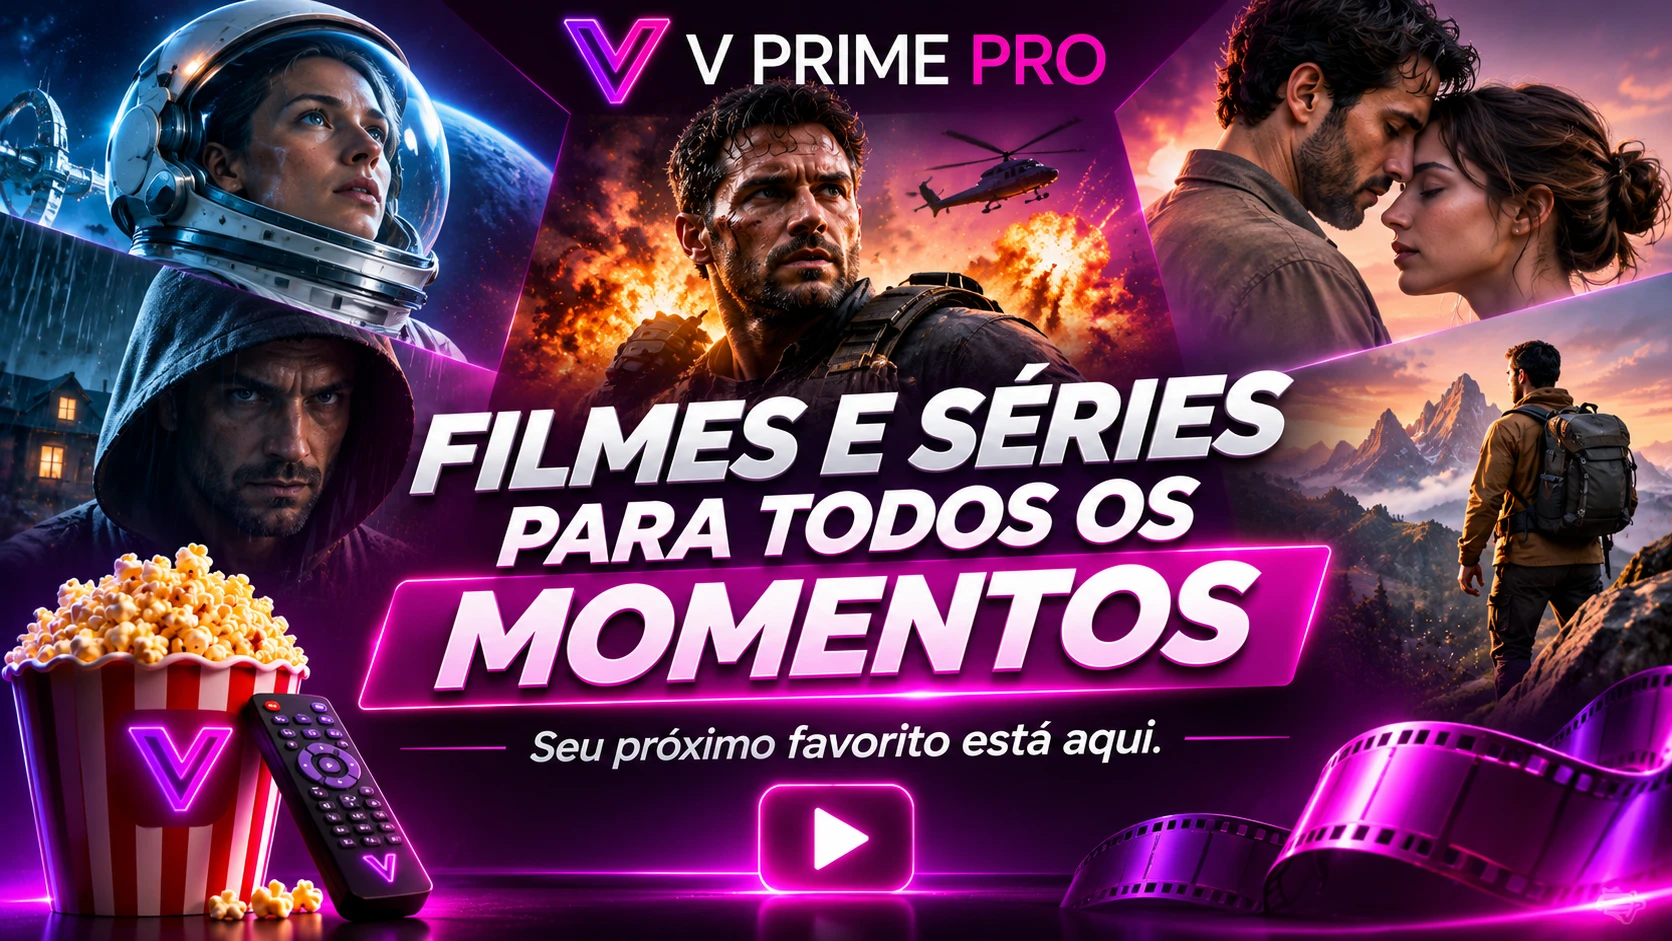 V PRIME PRO
FILMES E SÉRIES
PARA TODOS OS
MOMENTOS
Seu próximo favorito está aqui.